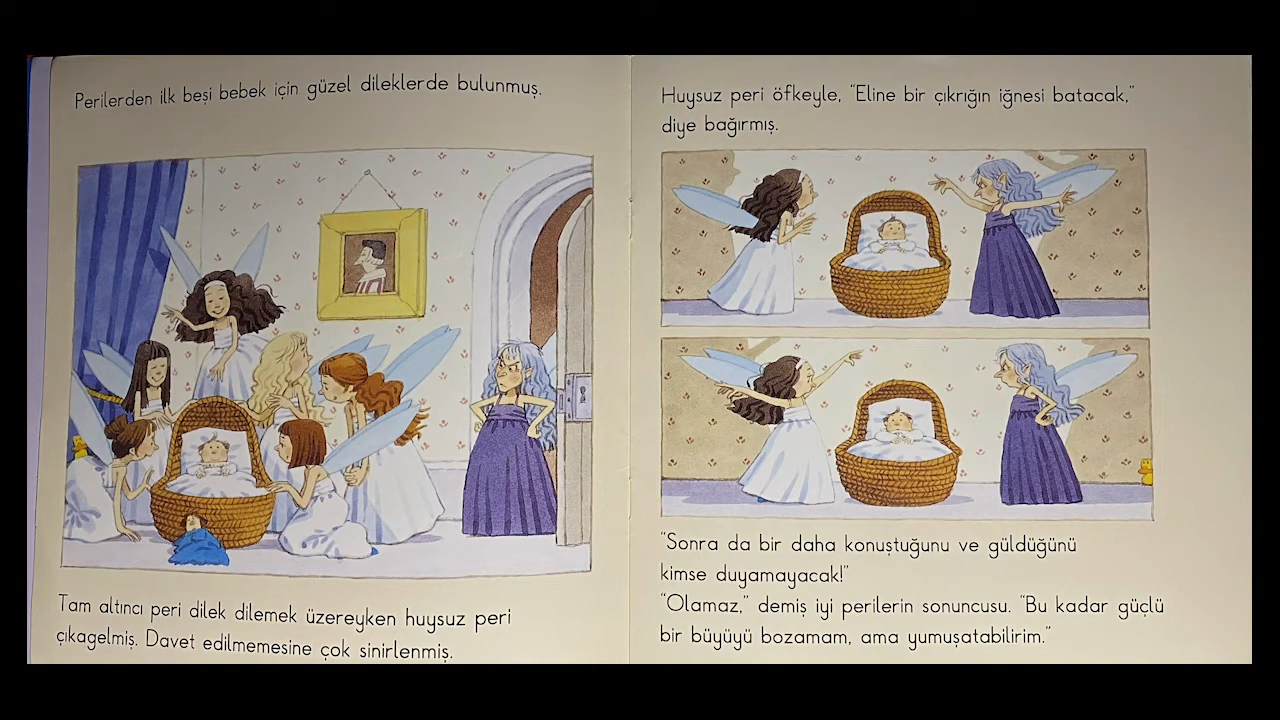 Perilerden ilk beşi bebek için güzel dileklerde bulunmuş.
Tam altıncı peri dilek dilemek üzereyken huysuz peri
çıkagelmiş. Davet edilmemesine çok sinirlenmiş.
Huysuz peri öfkeyle, “Eline bir çıkrığın iğnesi batacak,”
diye bağırmış.
“Sonra da bir daha konuştuğunu ve güldüğünü
kimse duyamayacak!”
“Olamaz,” demiş iyi perilerin sonuncusu. “Bu kadar güçlü
bir büyüyü bozamam, ama yumuşatabilirim.”